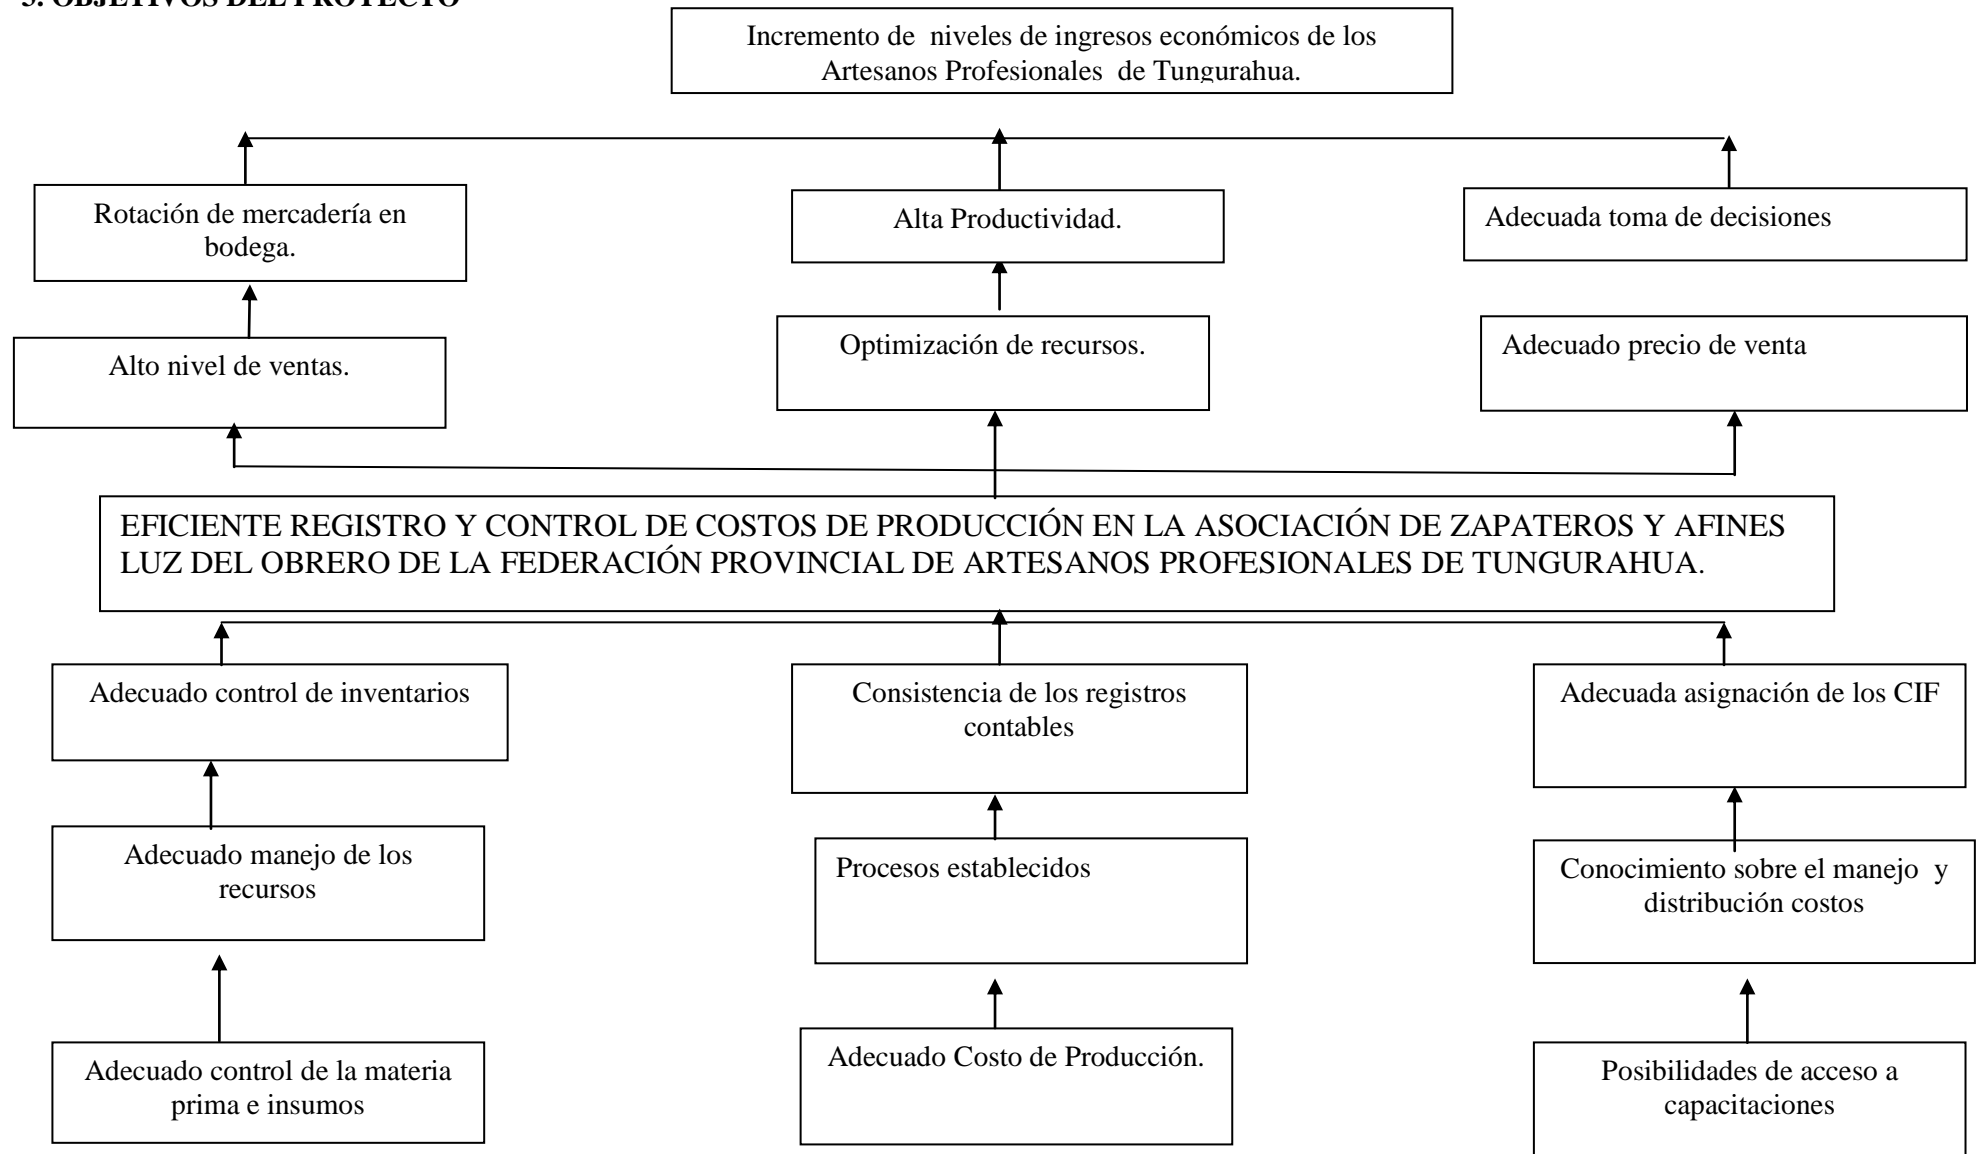 5. OBJETIVOS DEL PROYECTO
Incremento de niveles de ingresos económicos de los
Artesanos Profesionales de Tungurahua.
Rotación de mercadería en
bodega.
Alta Productividad.
Adecuada toma de decisiones
Alto nivel de ventas.
Optimización de recursos.
Adecuado precio de venta
EFICIENTE REGISTRO Y CONTROL DE COSTOS DE PRODUCCIÓN EN LA ASOCIACIÓN DE ZAPATEROS Y AFINES
LUZ DEL OBRERO DE LA FEDERACIÓN PROVINCIAL DE ARTESANOS PROFESIONALES DE TUNGURAHUA.
Adecuado control de inventarios
Consistencia de los registros
contables
Adecuada asignación de los CIF
Adecuado manejo de los
recursos
Procesos establecidos
Conocimiento sobre el manejo y
distribución costos
Adecuado control de la materia
prima e insumos
Adecuado Costo de Producción.
Posibilidades de acceso a
capacitaciones